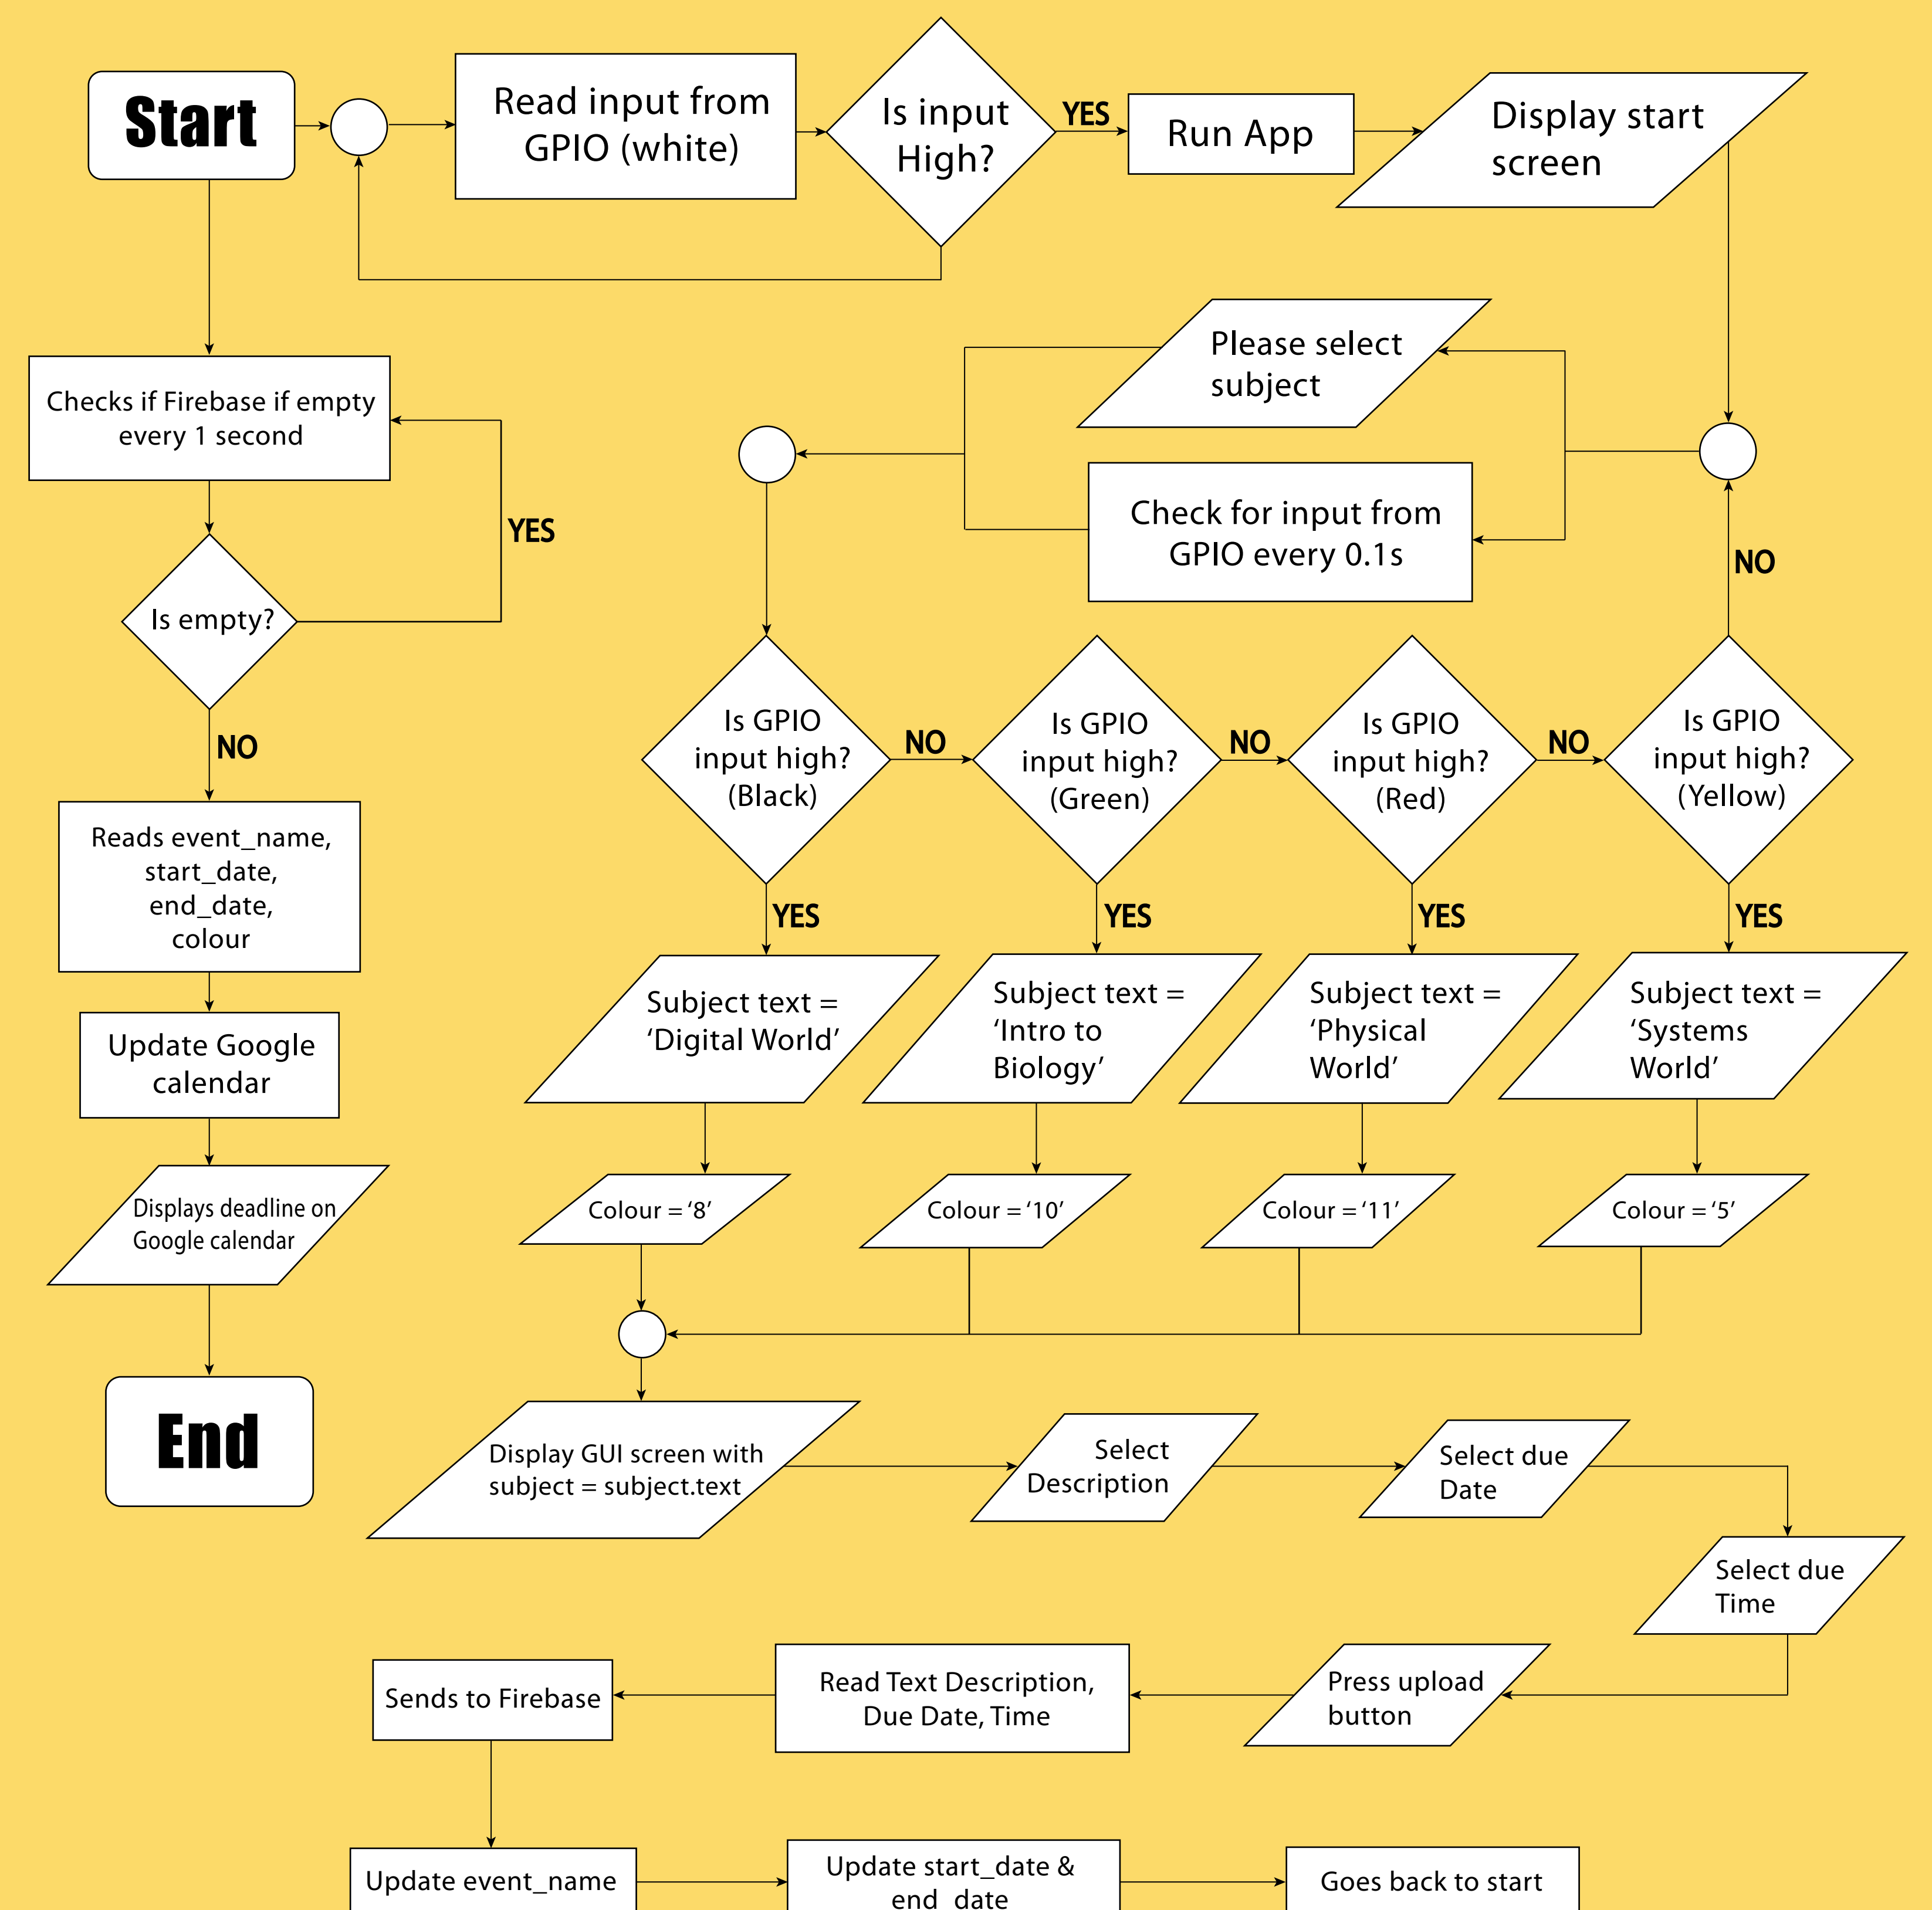 Start
Read input from
GPIO (white)
Is input
High?
YES
Run App
Display start
screen
Please select
subject
Check for input from
GPIO every 0.1s
NO
Checks if Firebase if empty
every 1 second
YES
Is empty?
NO
Reads event_name,
start_date,
end_date,
colour
Update Google
calendar
Displays deadline on
Google calendar
End
Is GPIO
input high?
(Black)
NO
Is GPIO
input high?
(Green)
NO
Is GPIO
input high?
(Red)
NO
Is GPIO
input high?
(Yellow)
YES
YES
YES
YES
Subject text =
‘Digital World’
Subject text =
‘Intro to
Biology’
Subject text =
‘Physical
World’
Subject text =
‘Systems
World’
Colour = ‘8’
Colour = ‘10’
Colour = ‘11’
Colour = ‘5’
Display GUI screen with
subject = subject.text
Select
Description
Select due
Date
Select due
Time
Press upload
button
Read Text Description,
Due Date, Time
Sends to Firebase
Update event_name
Update start_date &
end_date
Goes back to start